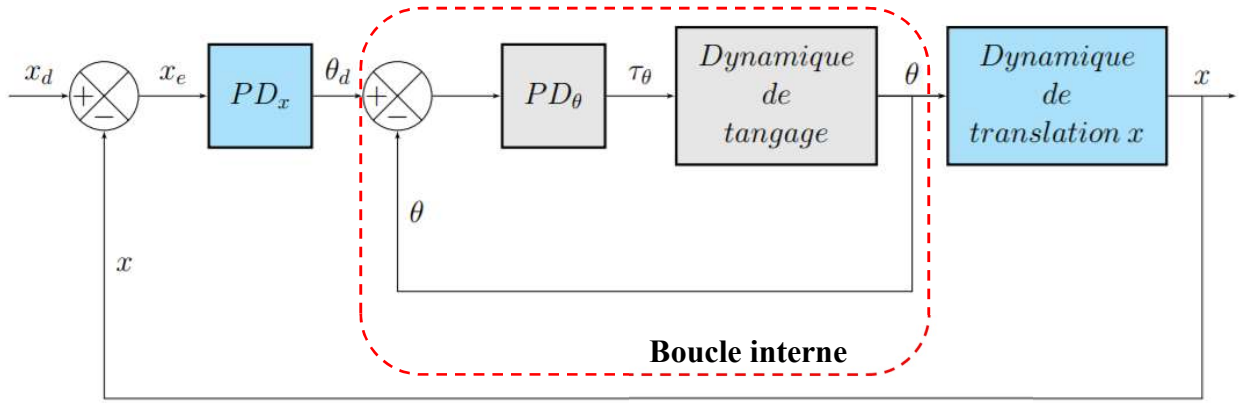 x_d
+
−
x_e
PD_x
θ_d
+
−
PD_θ
τ_θ
Dynamique
de
tangage
θ
Dynamique
de
translation x
x
θ
x
Boucle interne